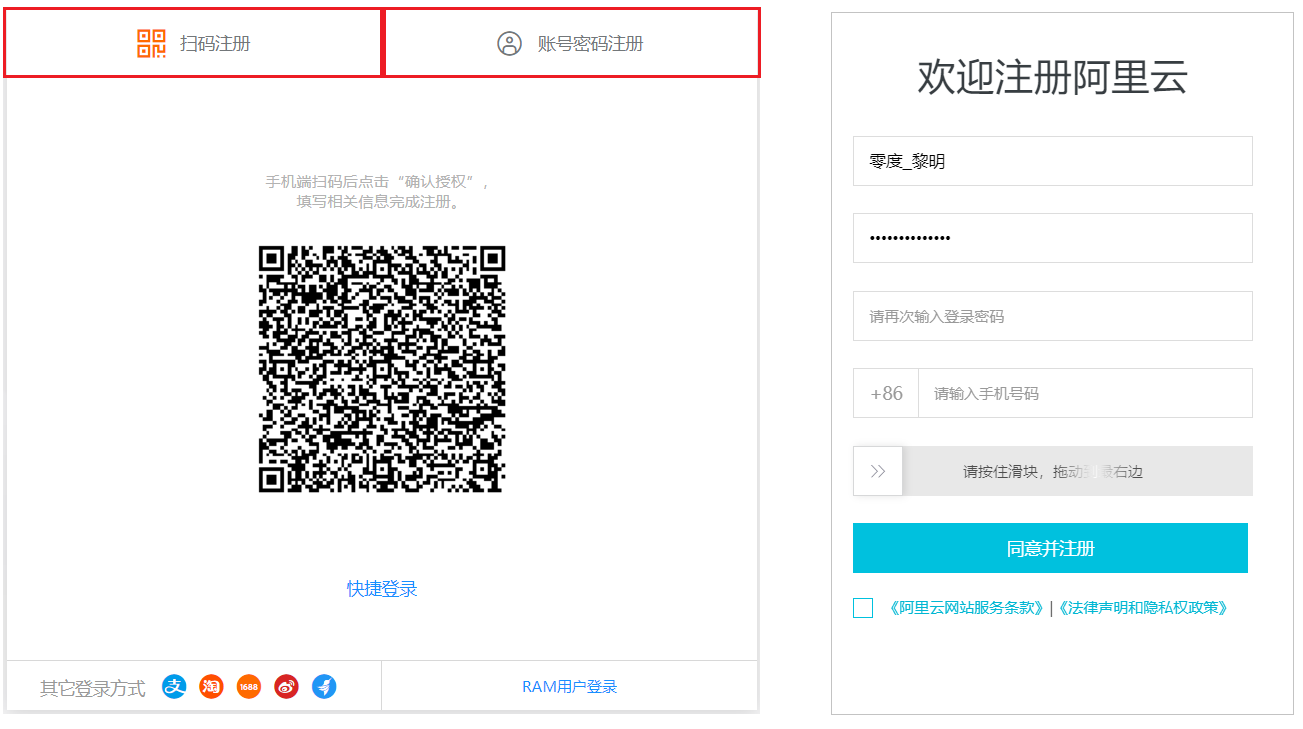 扫码注册
账号密码注册
手机端扫码后点击“确认授权”，
填写相关信息完成注册。
快捷登录
其它登录方式
支
淘
1688
RAM用户登录
欢迎注册阿里云
零度_黎明
••••••••••••••
请再次输入登录密码
+86
请输入手机号码
>>
请按住滑块，拖动到最右边
同意并注册
《阿里云网站服务条款》|《法律声明和隐私权政策》